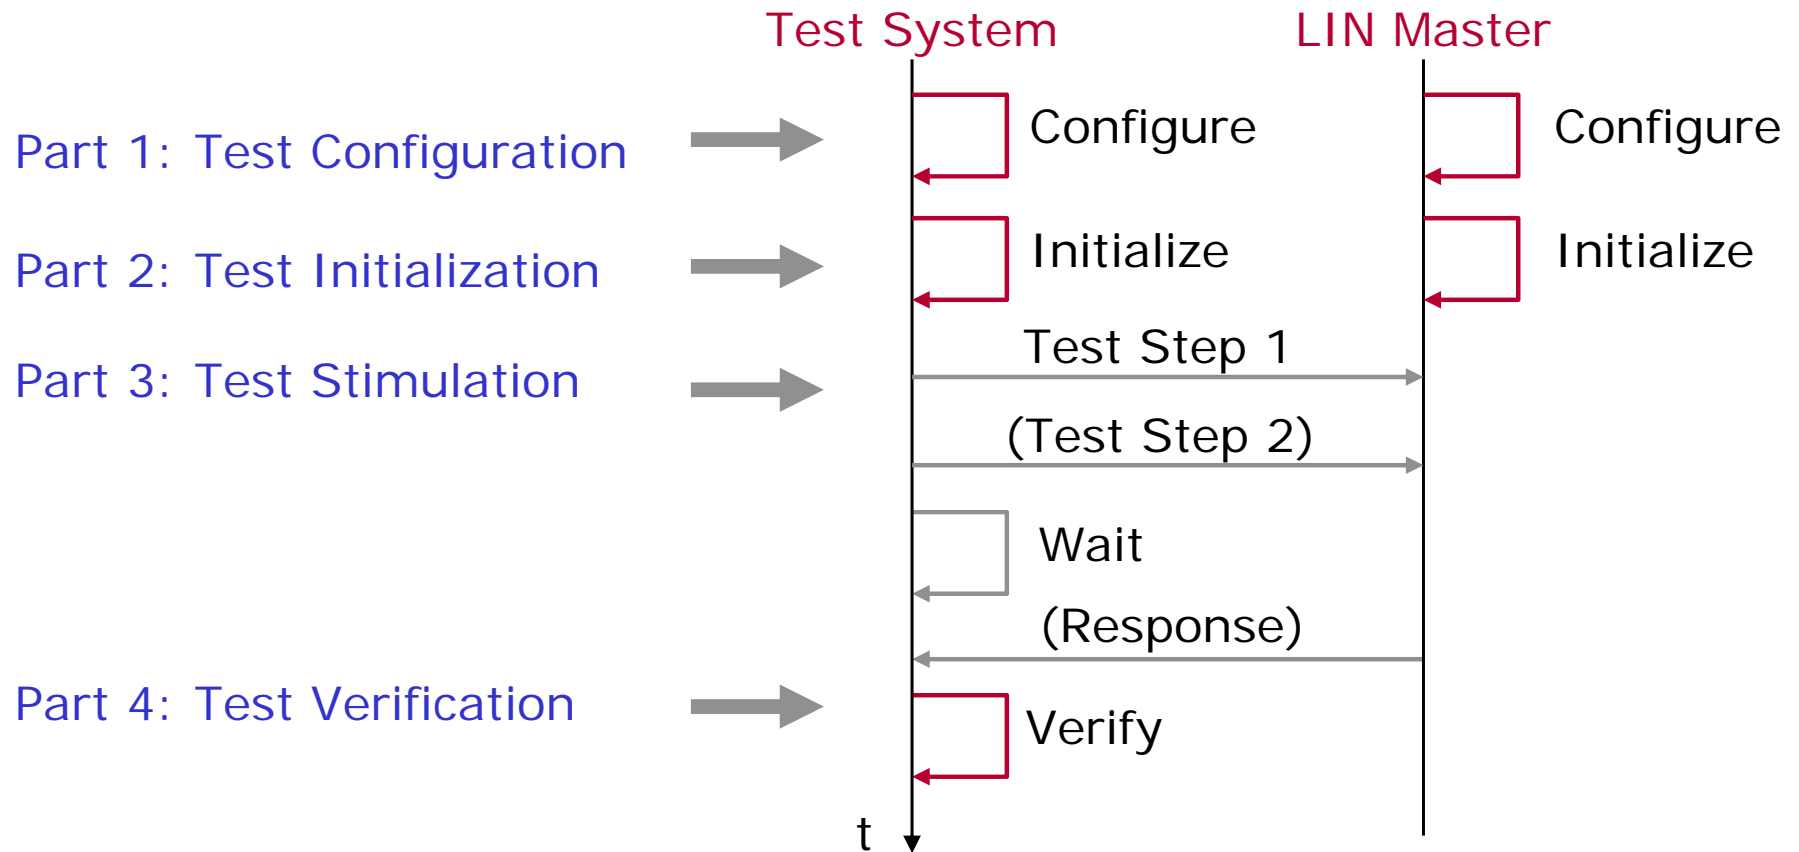 Test System
LIN Master
Part 1: Test Configuration
Configure
Configure
Part 2: Test Initialization
Initialize
Initialize
Part 3: Test Stimulation
Test Step 1
(Test Step 2)
Wait
(Response)
Part 4: Test Verification
Verify
t